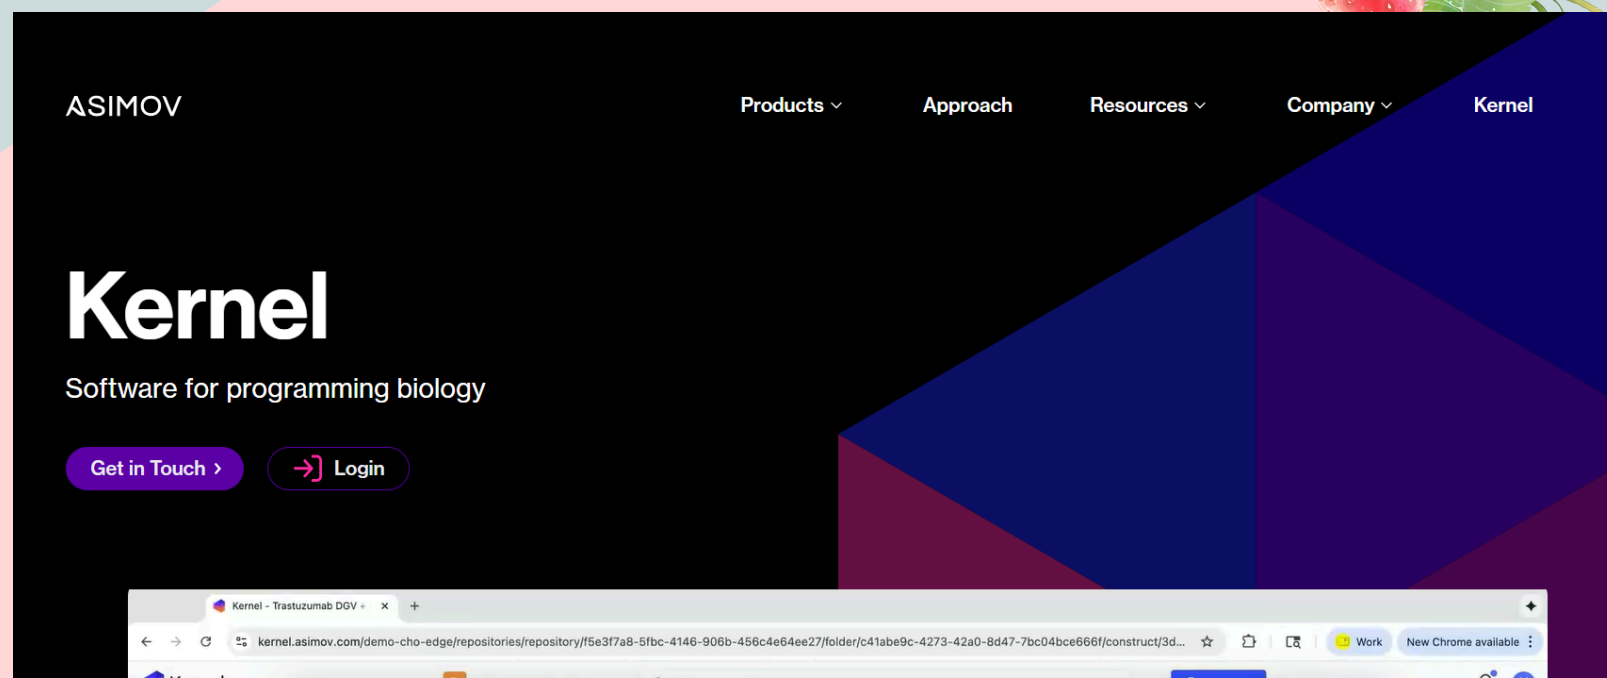 ASIMOV
Products
Approach
Resources
Company
Kernel
Kernel
Software for programming biology
Get in Touch
Login
Kernel - Trastuzumab DGV +
kernel.asimov.com/demo-cho-edge/repositories/repository/f5e3f7a8-5fbc-4146-906b-456c4e64ee27/folder/c41abe9c-4273-42a0-8d47-7bc04bce666f/construct/3d...
Work
New Chrome available